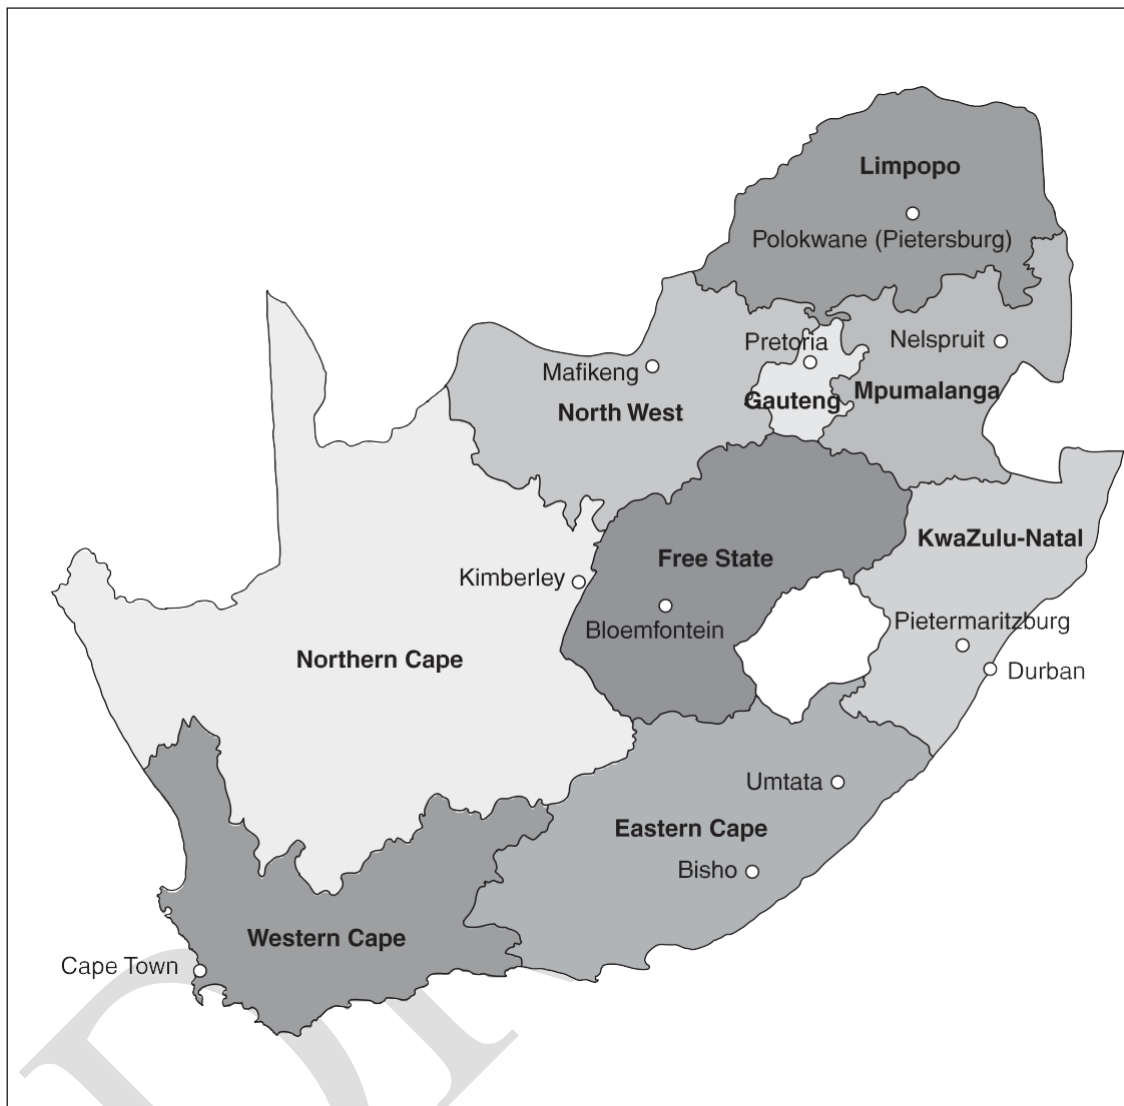 Limpopo
Polokwane (Pietersburg)
Pretoria
Nelspruit
Mafikeng
Mpumalanga
Gauteng
North West
KwaZulu-Natal
Free State
Kimberley
Pietermaritzburg
Bloemfontein
Northern Cape
Durban
Umtata
Eastern Cape
Bisho
Western Cape
Cape Town